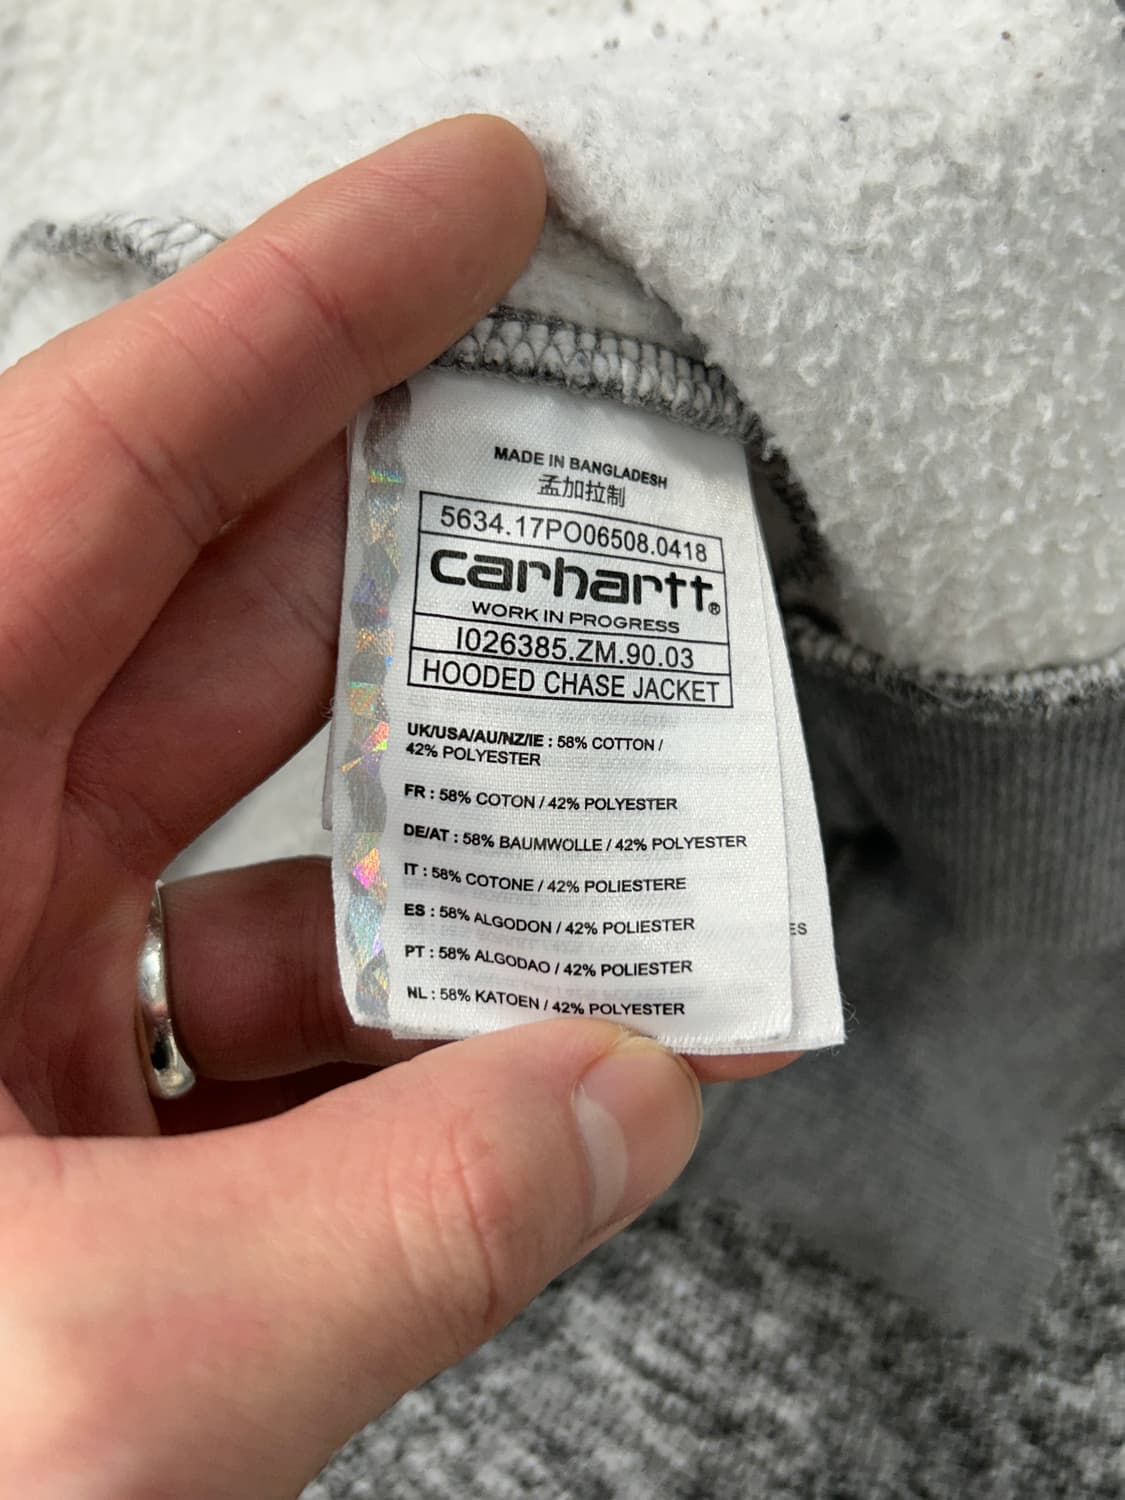 MADE IN BANGLADESH
孟加拉制
5634.17PO06508.0418
carhartt®
WORK IN PROGRESS
I026385.ZM.90.03
HOODED CHASE JACKET
UK/USA/AU/NZ/IE : 58% COTTON /
42% POLYESTER
FR : 58% COTON / 42% POLYESTER
DE/AT : 58% BAUMWOLLE / 42% POLYESTER
IT : 58% COTONE / 42% POLIESTERE
ES : 58% ALGODON / 42% POLIESTER
ES
PT : 58% ALGODAO / 42% POLIESTER
NL : 58% KATOEN / 42% POLYESTER